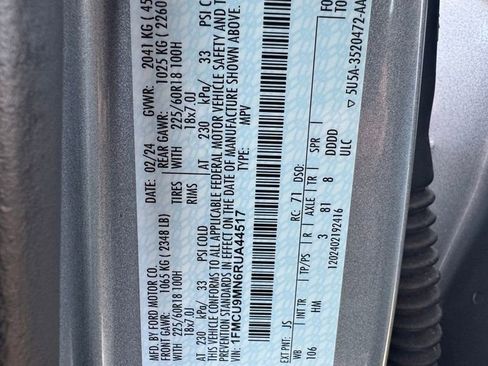 MFD. BY FORD MOTOR CO.
DATE: 02/24 GVWR: 2041 KG (45
FRONT GAWR: 1065 KG (2348 LB) REAR GAWR: 1025 KG (2260
WITH 225/60R18 100H TIRES WITH 225/60R18 100H
18x7.0J RIMS 18x7.0J
AT 230 kPa/ 33 PSI COLD AT 230 kPa/ 33 PSI CO
THIS VEHICLE CONFORMS TO ALL APPLICABLE FEDERAL MOTOR VEHICLE SAFETY AND T
STANDARDS IN EFFECT ON THE DATE OF MANUFACTURE SHOWN ABOVE.
VIN: 1FMCU9MN6RUA44517 TYPE: MPV
EXT PNT: JS RC: 71 DSO:
WB INT TR TP/PS R AXLE TR SPR
106 HM 3 81 8 DDDD
1202402192416 ULC
▽ 5U5A-3520472-AA